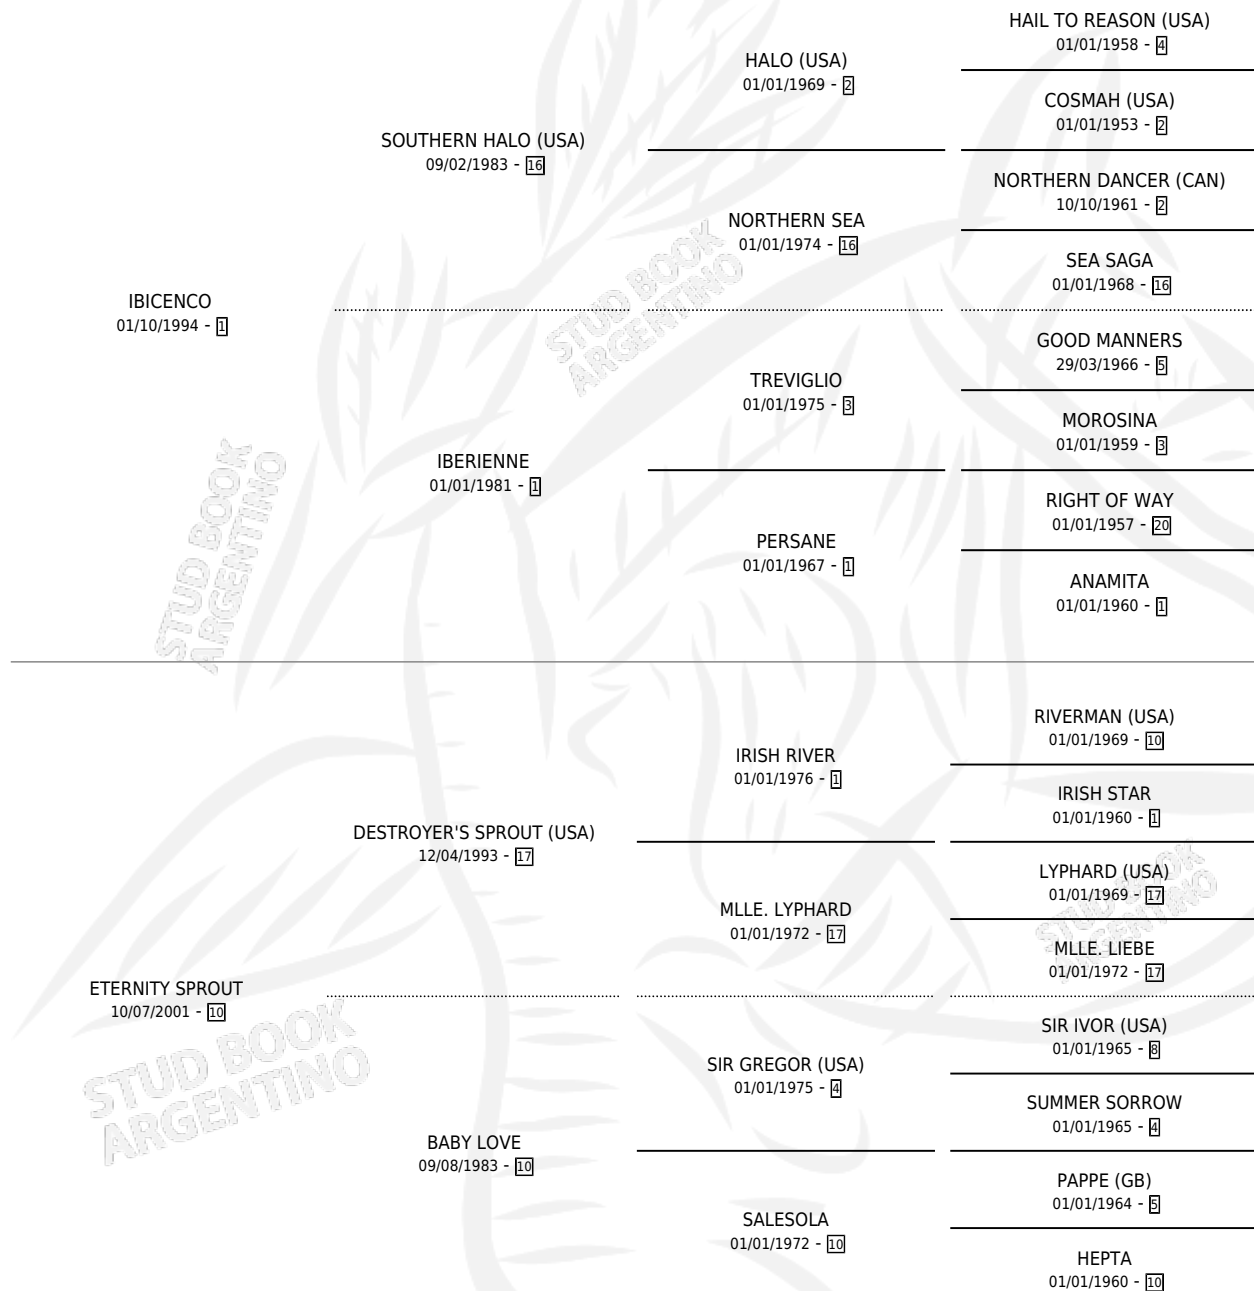 HAIL TO REASON (USA)
01/01/1958 - 4
HALO (USA)
01/01/1969 - 2
COSMAH (USA)
01/01/1953 - 2
SOUTHERN HALO (USA)
09/02/1983 - 16
NORTHERN DANCER (CAN)
10/10/1961 - 2
NORTHERN SEA
01/01/1974 - 16
SEA SAGA
01/01/1968 - 16
IBICENCO
01/10/1994 - 1
STUD BOOK
ARGENTINO
GOOD MANNERS
29/03/1966 - 5
TREVIGLIO
01/01/1975 - 3
MOROSINA
01/01/1959 - 3
IBERIENNE
01/01/1981 - 1
RIGHT OF WAY
01/01/1957 - 20
PERSANE
01/01/1967 - 1
ANAMITA
01/01/1960 - 1
STUD BOOK
ARGENTINO
RIVERMAN (USA)
01/01/1969 - 10
IRISH RIVER
01/01/1976 - 1
IRISH STAR
01/01/1960 - 1
DESTROYER'S SPROUT (USA)
12/04/1993 - 17
LYPHARD (USA)
01/01/1969 - 17
MLLE. LYPHARD
01/01/1972 - 17
STUD BOOK
ARGENTINO
MLLE. LIEBE
01/01/1972 - 17
ETERNITY SPROUT
10/07/2001 - 10
STUD BOOK
ARGENTINO
SIR IVOR (USA)
01/01/1965 - 8
SIR GREGOR (USA)
01/01/1975 - 4
SUMMER SORROW
01/01/1965 - 4
BABY LOVE
09/08/1983 - 10
PAPPE (GB)
01/01/1964 - 5
SALESOLA
01/01/1972 - 10
HEPTA
01/01/1960 - 10